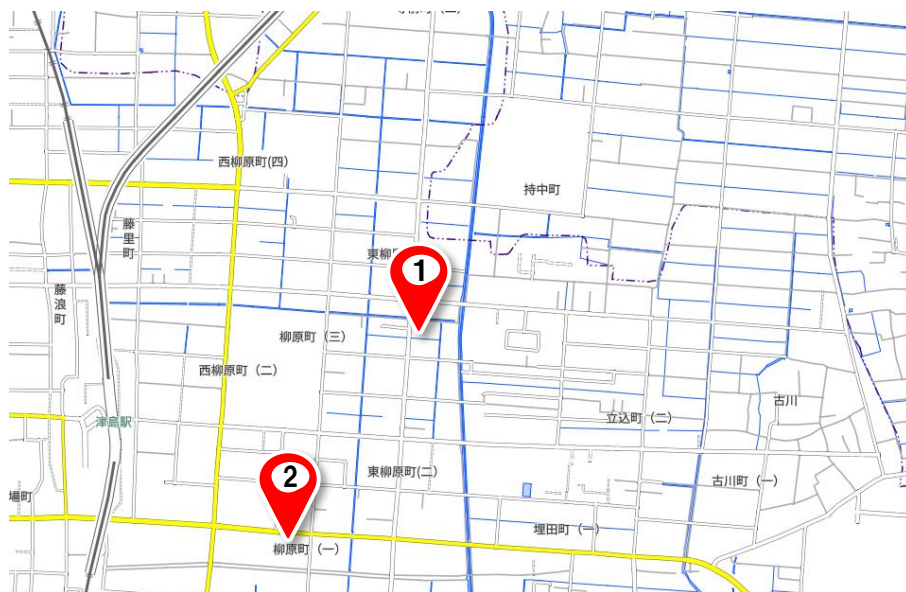 西柳原町(四)
持中町
藤里町
東柳
1
藤浪町
柳原町（三）
西柳原町（二）
古川
津島駅
立込町（二）
2
東柳原町(二)
古川町（一）
場町
埋田町（一）
柳原町（一）